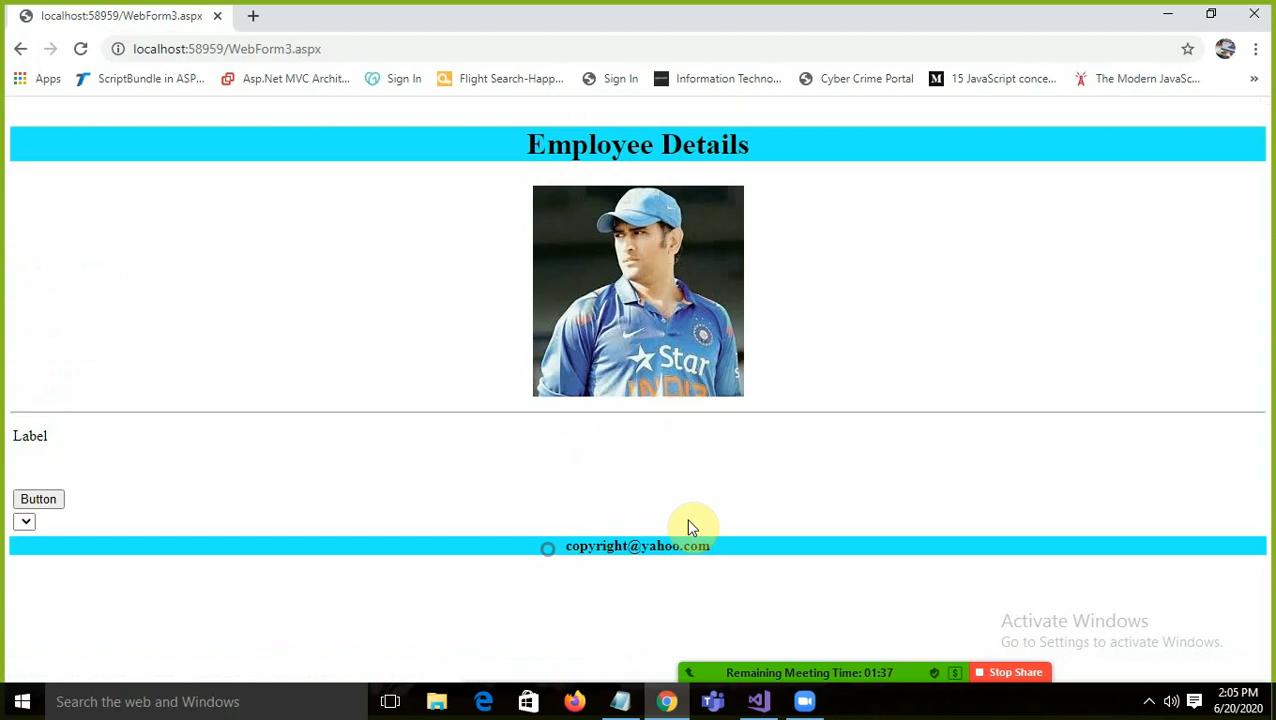 localhost:58959/WebForm3.aspx
localhost:58959/WebForm3.aspx
Apps
ScriptBundle in ASP...
Asp.Net MVC Archit...
Sign In
Flight Search-Happ...
Sign In
Information Techno...
Cyber Crime Portal
M
15 JavaScript conce...
The Modern JavaSc...
Employee Details
Star
INDIA
Label
Button
copyright@yahoo.com
Activate Windows
Go to Settings to activate Windows.
Remaining Meeting Time: 01:37
Stop Share
Search the web and Windows
2:05 PM
6/20/2020